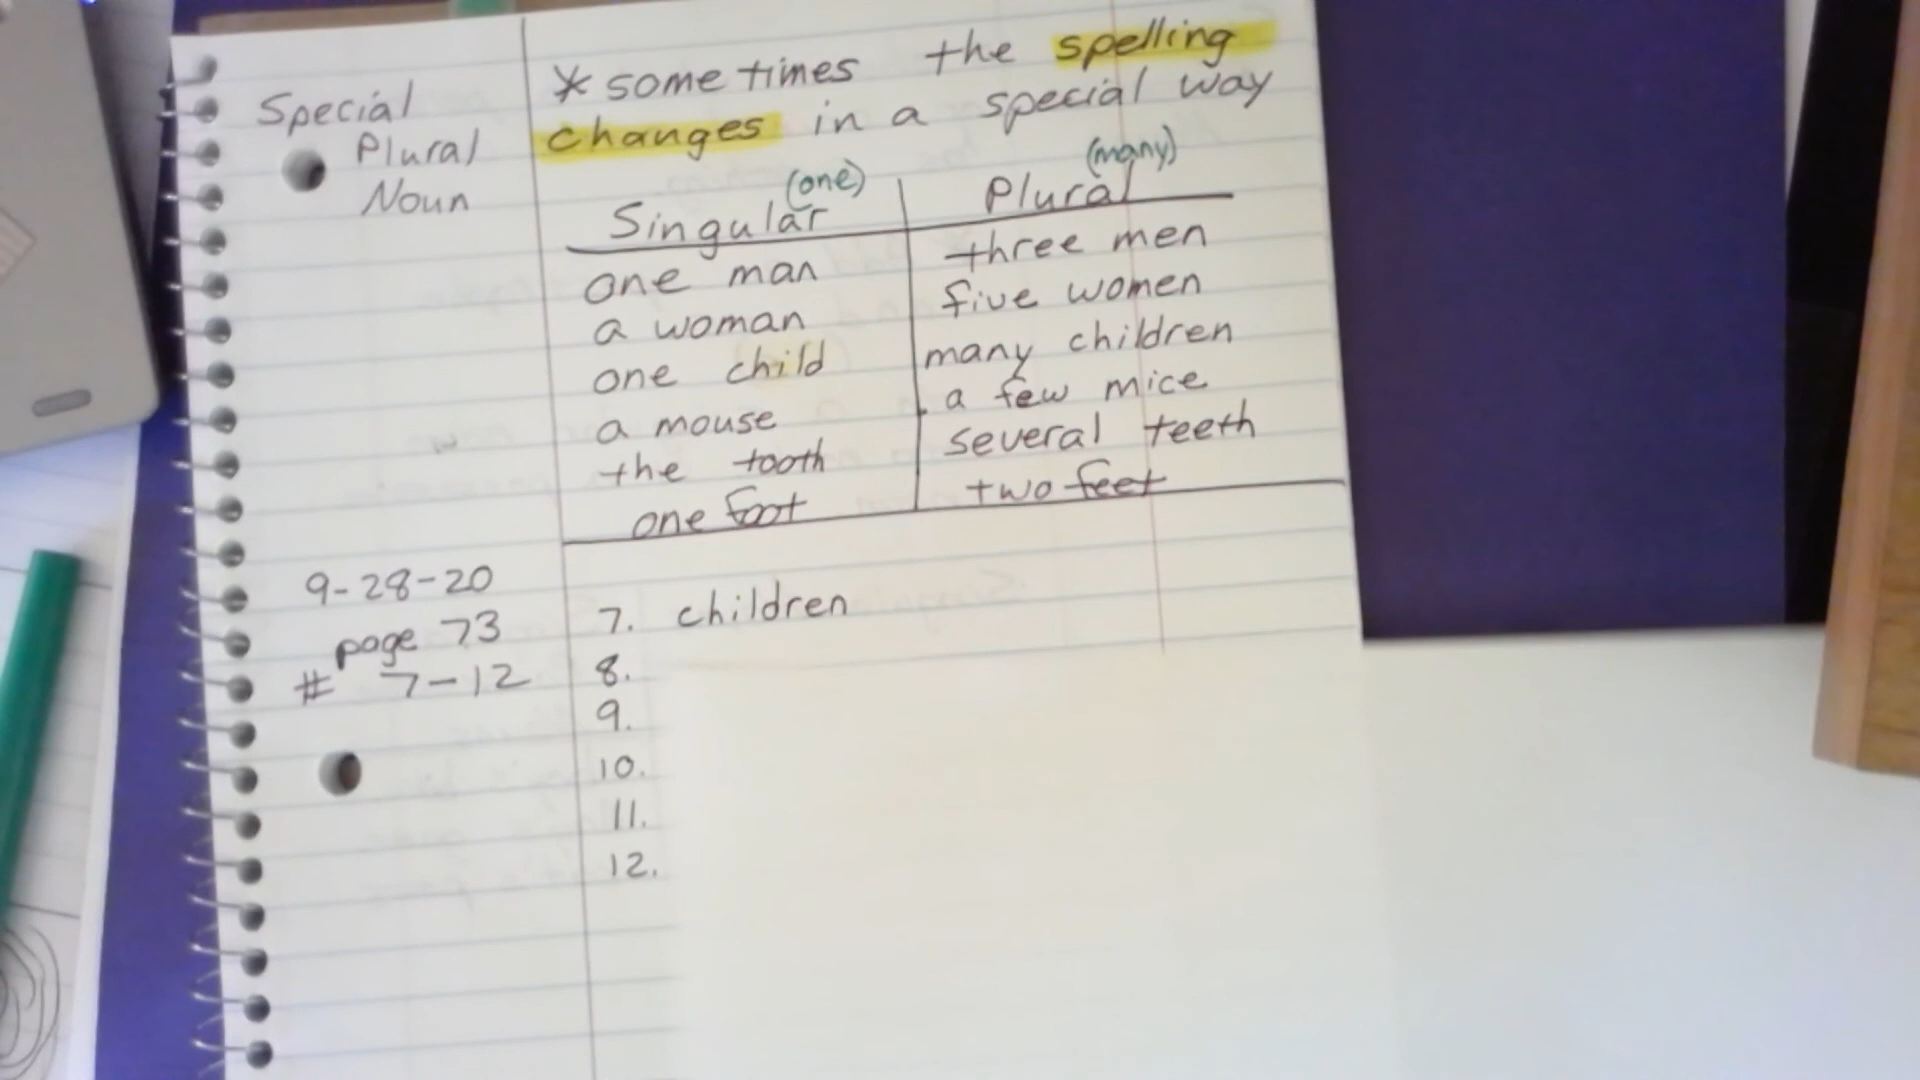 Special
Plural
Noun
* some times the spelling
changes in a special way
(one) (many)
Singular Plural
one man three men
a woman five women
one child many children
a mouse a few mice
the tooth several teeth
one foot two feet
9-28-20
page 73
# 7-12
7. children
8.
9.
10.
11.
12.